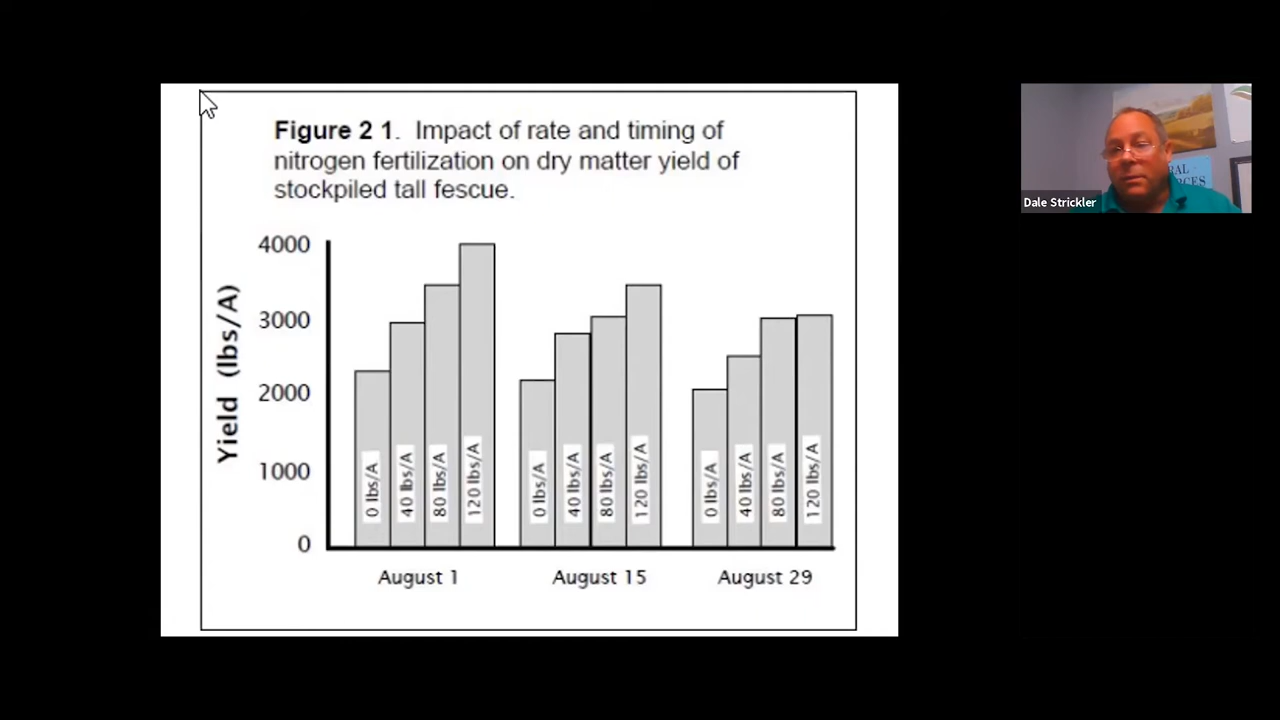 Figure 2 1. Impact of rate and timing of
nitrogen fertilization on dry matter yield of
stockpiled tall fescue.
Yield (lbs/A)
4000
3000
2000
1000
0
0 lbs/A
40 lbs/A
80 lbs/A
120 lbs/A
0 lbs/A
40 lbs/A
80 lbs/A
120 lbs/A
0 lbs/A
40 lbs/A
80 lbs/A
120 lbs/A
August 1
August 15
August 29
Dale Strickler